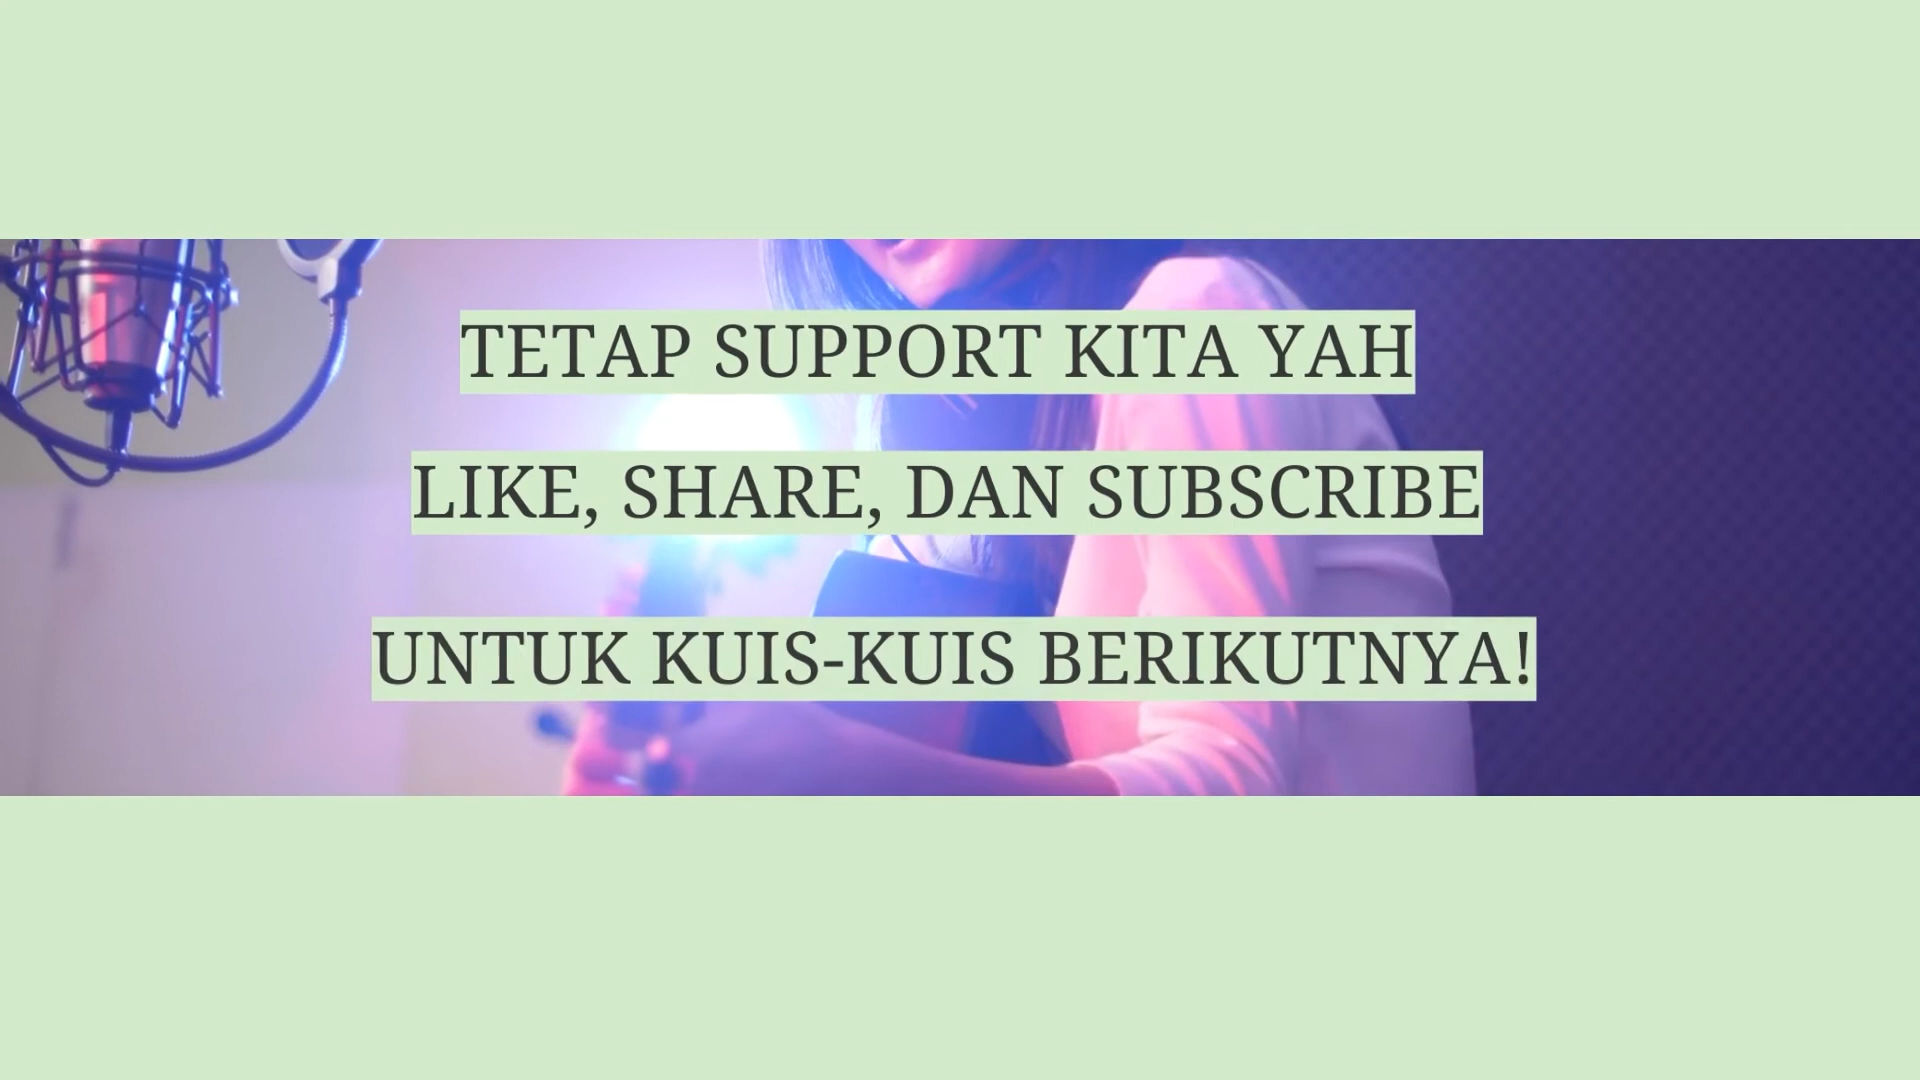 TETAP SUPPORT KITA YAH
LIKE, SHARE, DAN SUBSCRIBE
UNTUK KUIS-KUIS BERIKUTNYA!